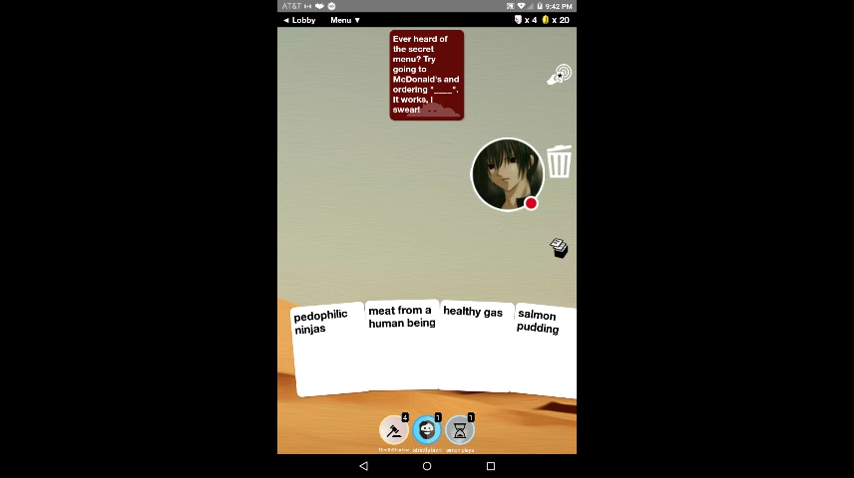 AT&T
9:42 PM
◄ Lobby
Menu ▼
x 4
x 20
Ever heard of
the secret
menu? Try
going to
McDonald's and
ordering "____".
It works, I
swear!
pedophilic
ninjas
meat from a
human being
healthy gas
salmon
pudding
4
1
1